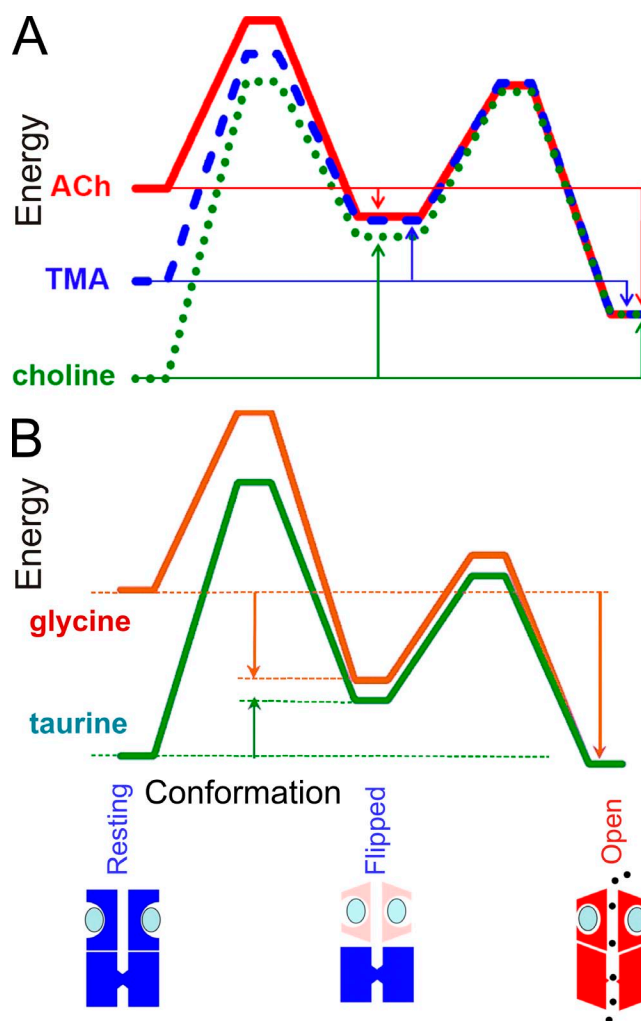 A
Energy
ACh
TMA
choline
B
Energy
glycine
taurine
Conformation
Resting
Flipped
Open